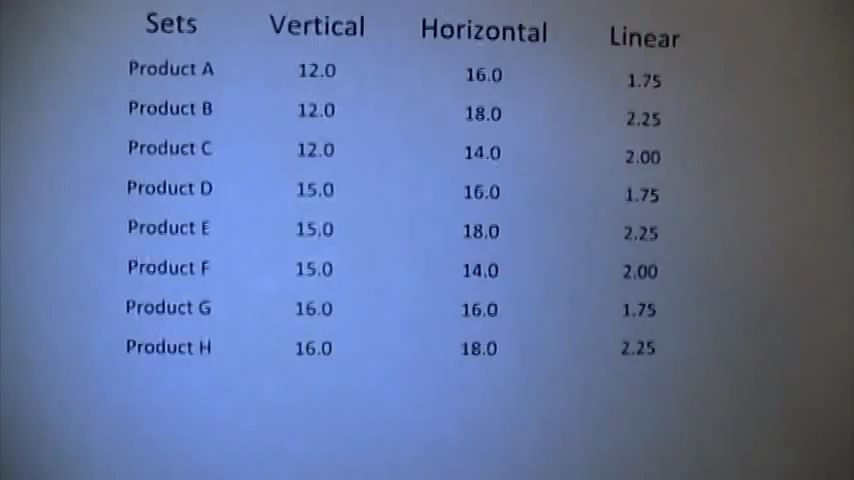 Sets Vertical Horizontal Linear
Product A 12.0 16.0 1.75
Product B 12.0 18.0 2.25
Product C 12.0 14.0 2.00
Product D 15.0 16.0 1.75
Product E 15.0 18.0 2.25
Product F 15.0 14.0 2.00
Product G 16.0 16.0 1.75
Product H 16.0 18.0 2.25